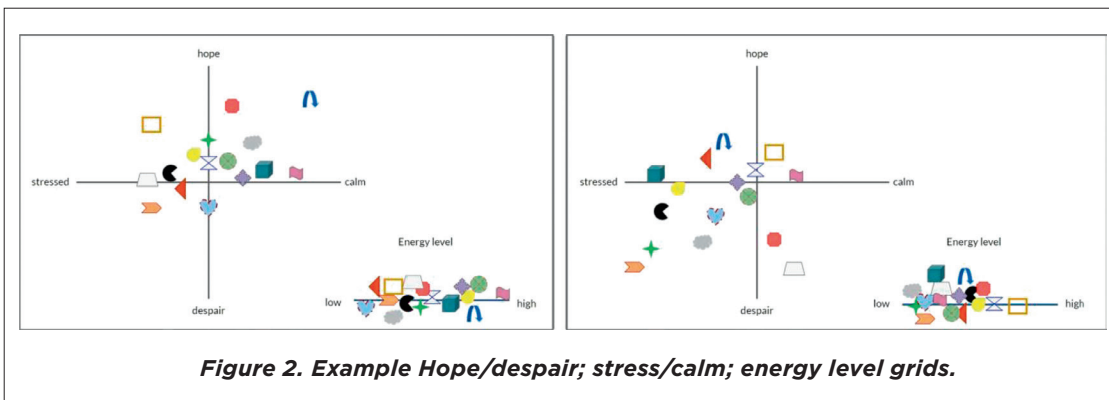 hope
stressed
calm
Energy level
low
high
despair
hope
stressed
calm
Energy level
low
high
despair
Figure 2. Example Hope/despair; stress/calm; energy level grids.